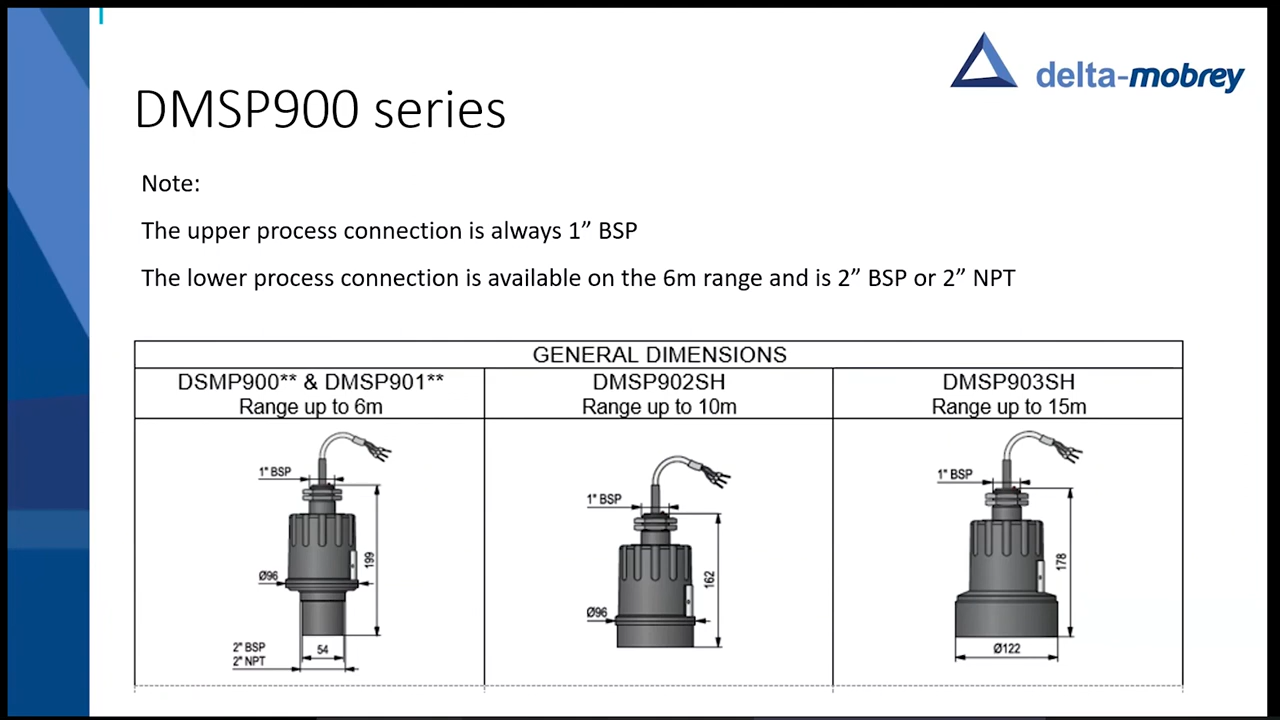 delta-mobrey
DMSP900 series
Note:
The upper process connection is always 1” BSP
The lower process connection is available on the 6m range and is 2” BSP or 2” NPT
GENERAL DIMENSIONS
DSMP900** & DMSP901**
Range up to 6m
DMSP902SH
Range up to 10m
DMSP903SH
Range up to 15m
1" BSP
199
Ø96
2" BSP
2" NPT
54
1" BSP
162
Ø96
1" BSP
178
Ø122